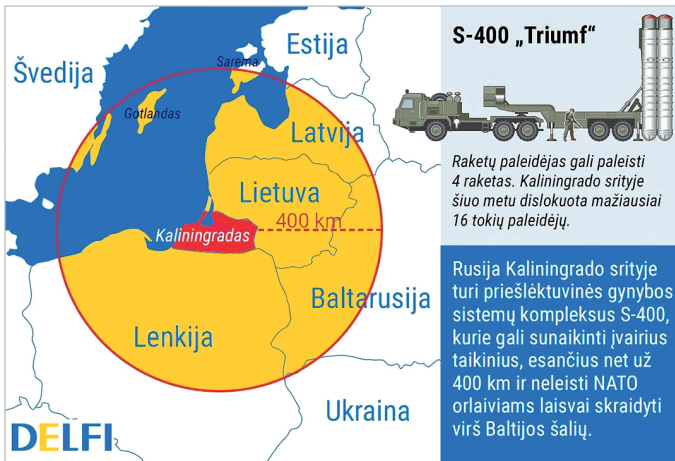 Švedija
Estija
Sarema
Gotlandas
Latvija
Lietuva
400 km
Kaliningradas
Baltarusija
Lenkija
Ukraina
DELFI
S-400 „Triumf“
Raketų paleidėjas gali paleisti
4 raketas. Kaliningrado srityje
šiuo metu dislokuota mažiausiai
16 tokių paleidėjų.
Rusija Kaliningrado srityje
turi priešlėktuvinės gynybos
sistemų kompleksus S-400,
kurie gali sunaikinti įvairius
taikinius, esančius net už
400 km ir neleisti NATO
orlaiviams laisvai skraidyti
virš Baltijos šalių.